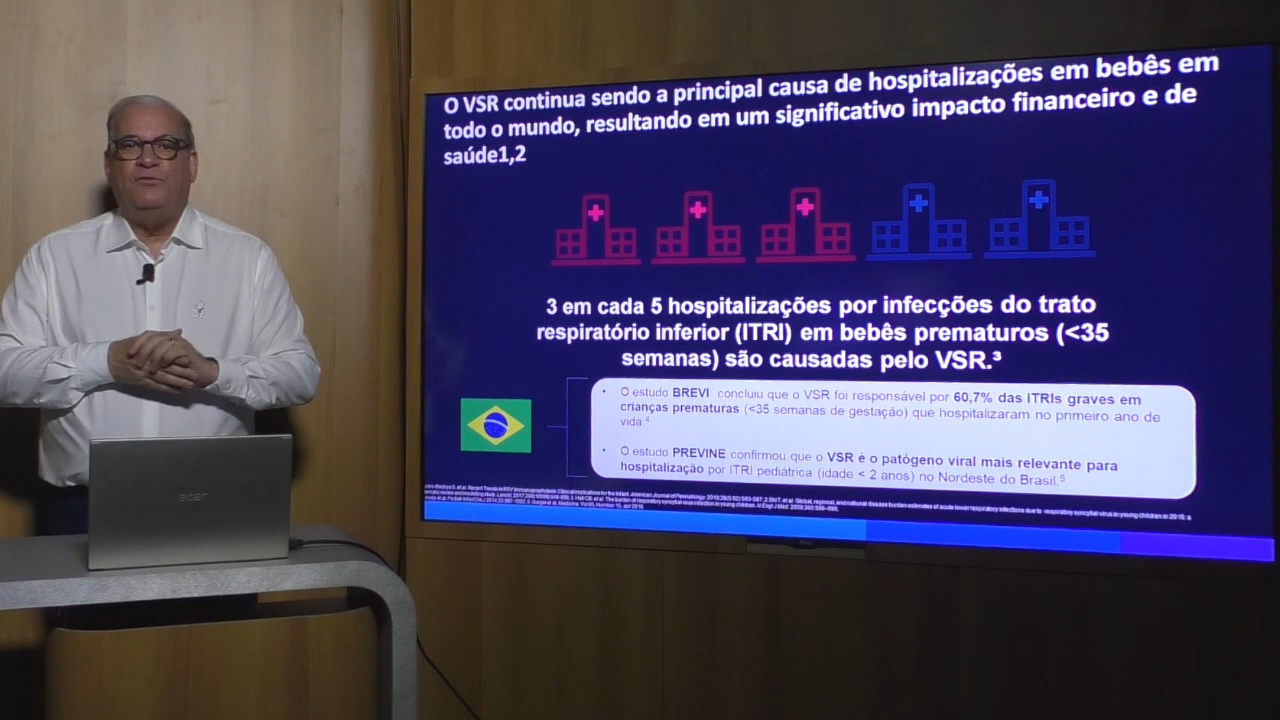 O VSR continua sendo a principal causa de hospitalizações em bebês em
todo o mundo, resultando em um significativo impacto financeiro e de
saúde1,2
3 em cada 5 hospitalizações por infecções do trato
respiratório inferior (ITRI) em bebês prematuros (<35
semanas) são causadas pelo VSR.³
• O estudo BREVI concluiu que o VSR foi responsável por 60,7% das ITRIs graves em
crianças prematuras (<35 semanas de gestação) que hospitalizaram no primeiro ano de
vida.4
• O estudo PREVINE confirmou que o VSR é o patógeno viral mais relevante para
hospitalização por ITRI pediátrica (idade < 2 anos) no Nordeste do Brasil.5
acer